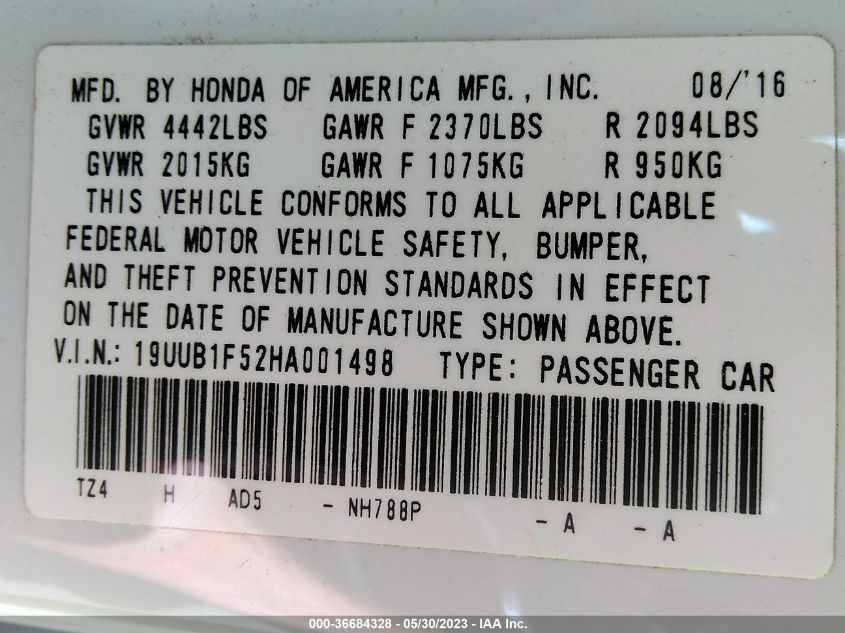 MFD. BY HONDA OF AMERICA MFG., INC. 08/'16
GVWR 4442LBS GAWR F 2370LBS R 2094LBS
GVWR 2015KG GAWR F 1075KG R 950KG
THIS VEHICLE CONFORMS TO ALL APPLICABLE
FEDERAL MOTOR VEHICLE SAFETY, BUMPER,
AND THEFT PREVENTION STANDARDS IN EFFECT
ON THE DATE OF MANUFACTURE SHOWN ABOVE.
V.I.N.: 19UUB1F52HA001498 TYPE: PASSENGER CAR
TZ4 H AD5 - NH788P - A - A
000-36684328 - 05/30/2023 - IAA Inc.